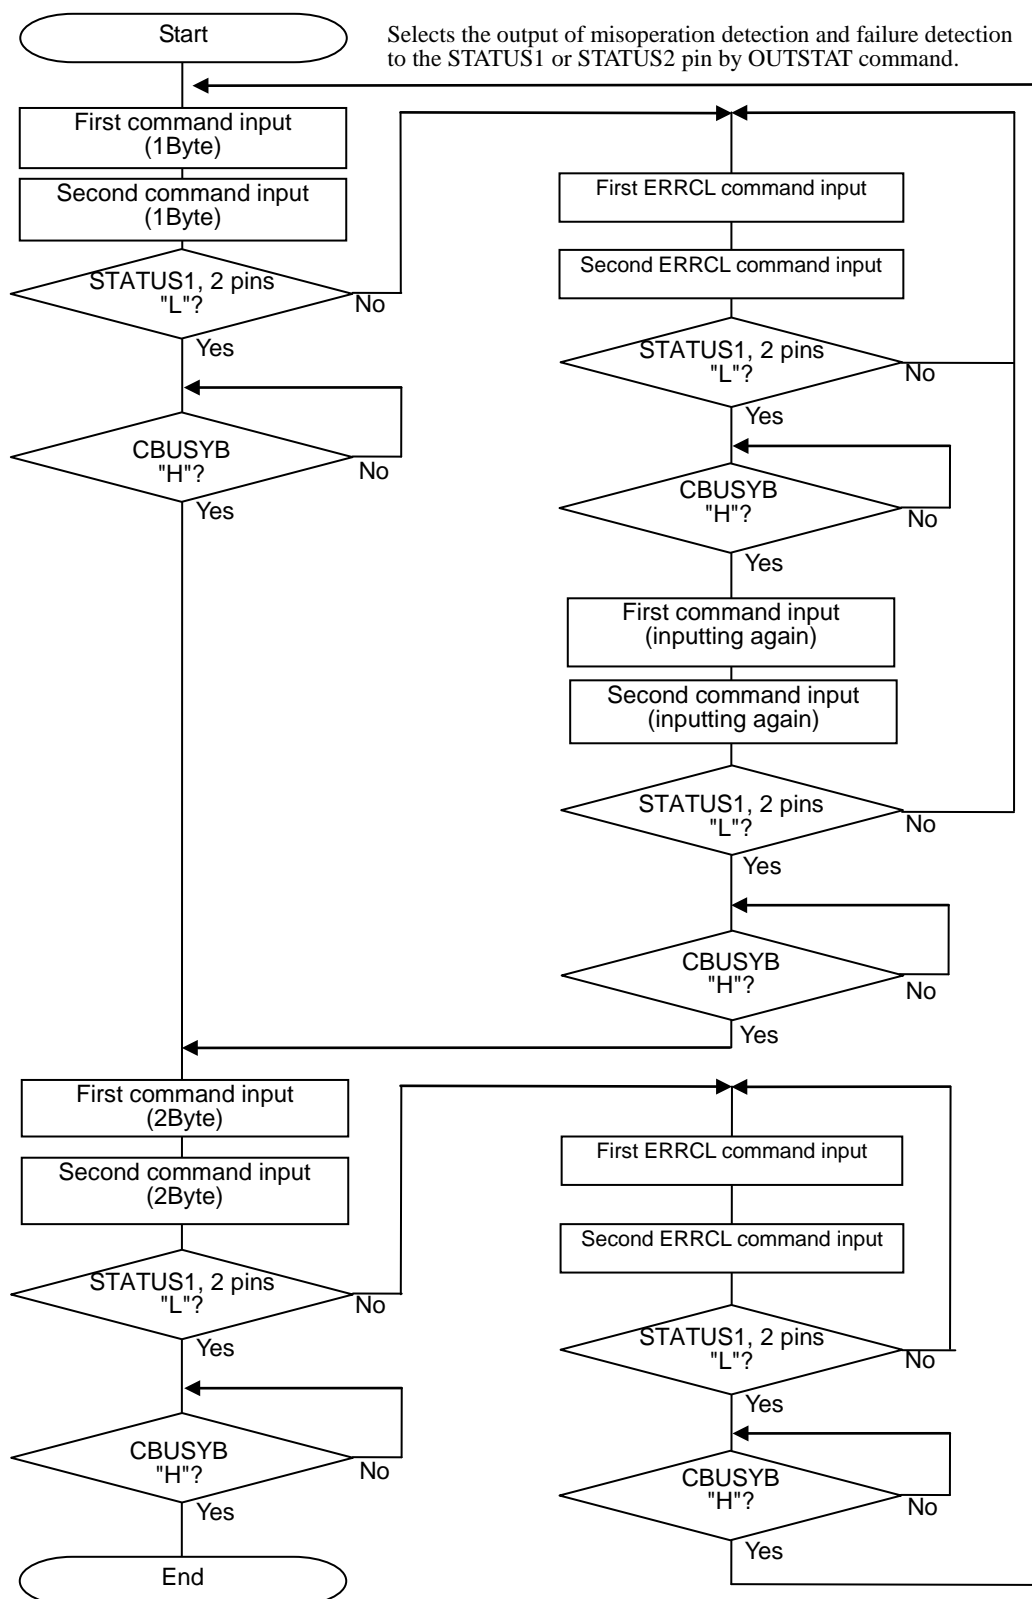 Start
Selects the output of misoperation detection and failure detection
to the STATUS1 or STATUS2 pin by OUTSTAT command.
First command input
(1Byte)
Second command input
(1Byte)
STATUS1, 2 pins
"L"?
No
Yes
CBUSYB
"H"?
No
Yes
First ERRCL command input
Second ERRCL command input
STATUS1, 2 pins
"L"?
No
Yes
CBUSYB
"H"?
No
Yes
First command input
(inputting again)
Second command input
(inputting again)
STATUS1, 2 pins
"L"?
No
Yes
CBUSYB
"H"?
No
Yes
First command input
(2Byte)
Second command input
(2Byte)
STATUS1, 2 pins
"L"?
No
Yes
CBUSYB
"H"?
No
Yes
End
First ERRCL command input
Second ERRCL command input
STATUS1, 2 pins
"L"?
No
Yes
CBUSYB
"H"?
No
Yes